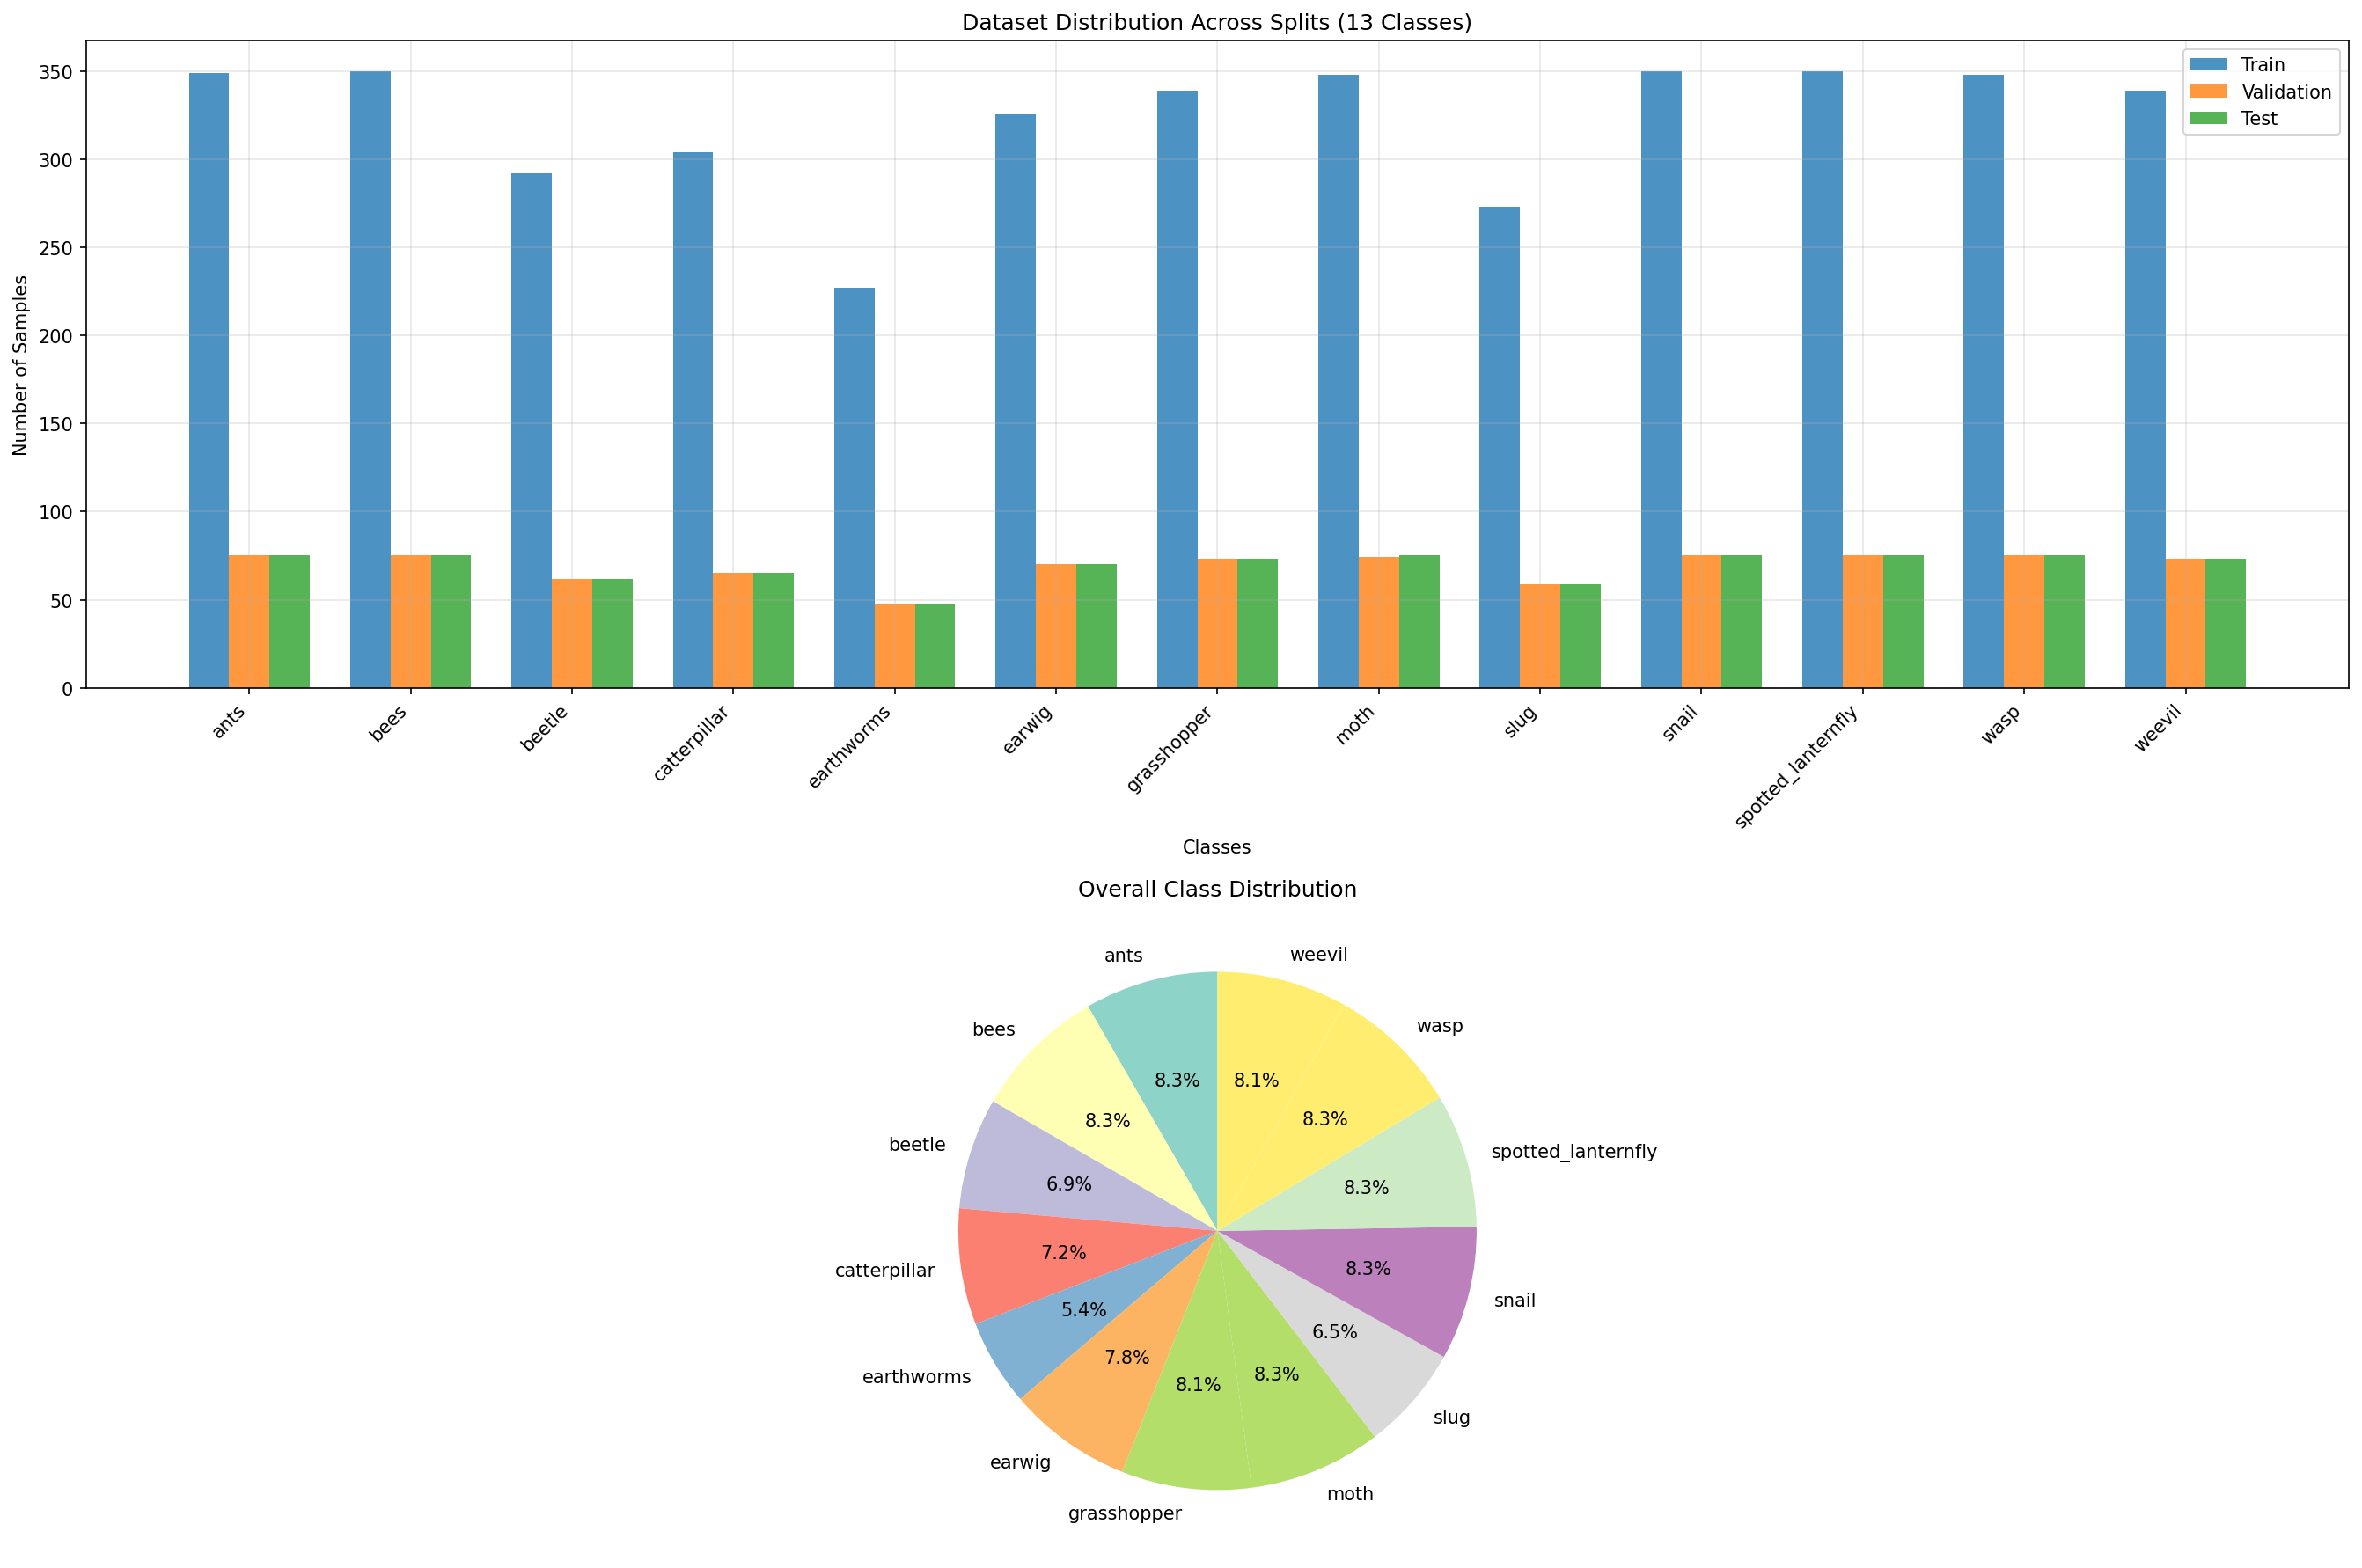 Dataset Distribution Across Splits (13 Classes)
Train
Validation
Test
Number of Samples
350
300
250
200
150
100
50
0
ants
bees
beetle
catterpillar
earthworms
earwig
grasshopper
moth
slug
snail
spotted_lanternfly
wasp
weevil
Classes
Overall Class Distribution
ants
8.3%
bees
8.3%
beetle
6.9%
catterpillar
7.2%
earthworms
5.4%
earwig
7.8%
grasshopper
8.1%
moth
8.3%
slug
6.5%
snail
8.3%
spotted_lanternfly
8.3%
wasp
8.3%
weevil
8.1%